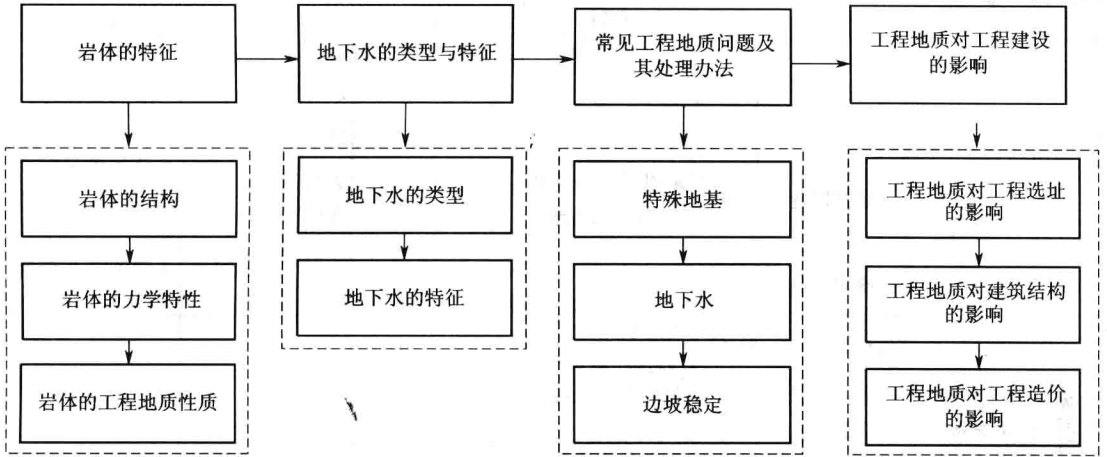 岩体的特征
地下水的类型与特征
常见工程地质问题及
其处理办法
工程地质对工程建设
的影响
岩体的结构
岩体的力学特性
岩体的工程地质性质
地下水的类型
地下水的特征
特殊地基
地下水
边坡稳定
工程地质对工程选址
的影响
工程地质对建筑结构
的影响
工程地质对工程造价
的影响